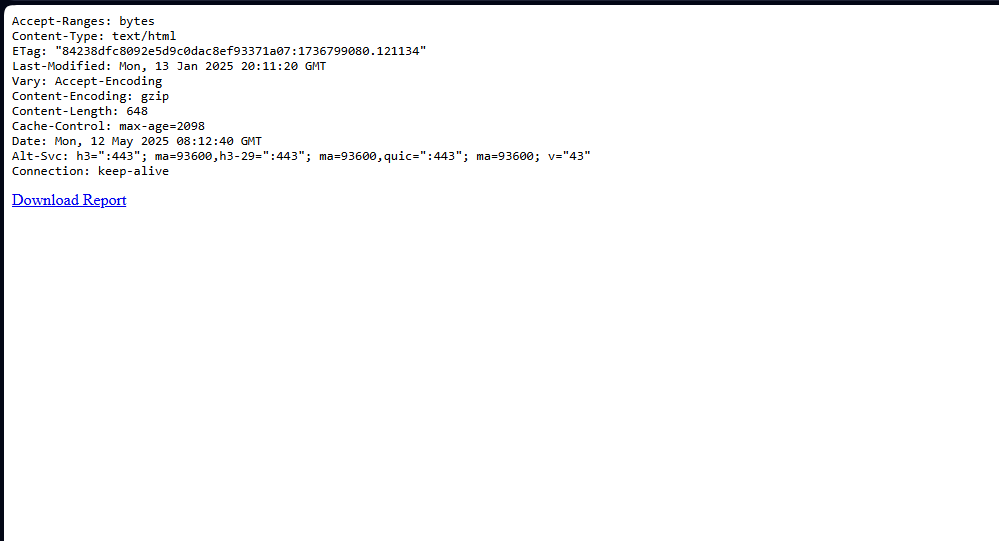 Accept-Ranges: bytes
Content-Type: text/html
ETag: "84238dfc8092e5d9c0dac8ef93371a07:1736799080.121134"
Last-Modified: Mon, 13 Jan 2025 20:11:20 GMT
Vary: Accept-Encoding
Content-Encoding: gzip
Content-Length: 648
Cache-Control: max-age=2098
Date: Mon, 12 May 2025 08:12:40 GMT
Alt-Svc: h3=":443"; ma=93600,h3-29=":443"; ma=93600,quic=":443"; ma=93600; v="43"
Connection: keep-alive
Download Report